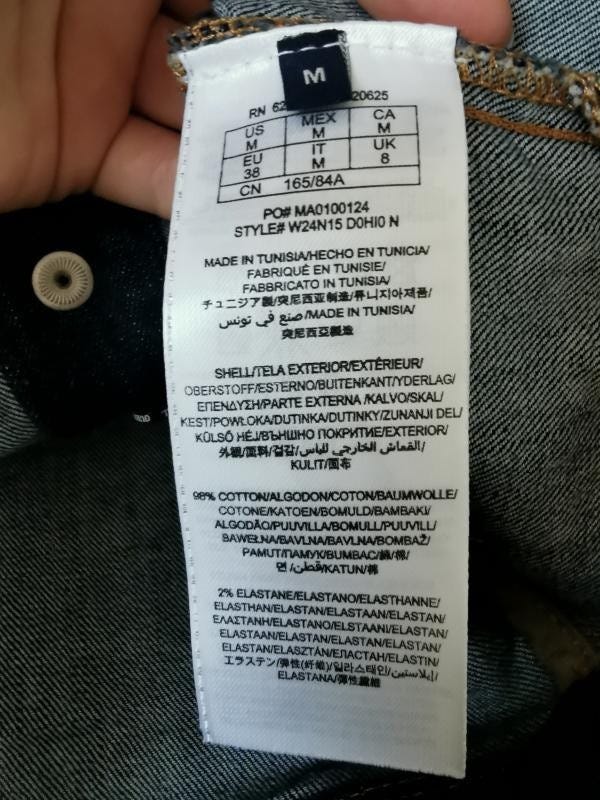 M
RN 62 20625
US M MEX M CA M
EU 38 IT M UK 8
CN 165/84A
PO# MA0100124
STYLE# W24N15 D0HI0 N
MADE IN TUNISIA/HECHO EN TUNICIA/
FABRIQUÉ EN TUNISIE/
FABBRICATO IN TUNISIA/
チュニジア製/突尼西亚制造/튀니지아제품/
صنع في تونس/MADE IN TUNISIA/
突尼西亞製造
SHELL/TELA EXTERIOR/EXTÉRIEUR/
OBERSTOFF/ESTERNO/BUITENKANT/YDERLAG/
ΕΠΕΝΔΥΣΗ/PARTE EXTERNA /KALVO/SKAL/
KEST/POWŁOKA/DUTINKA/DUTINKY/ZUNANJI DEL/
KÜLSŐ HÉJ/ВЪНШНО ПОКРИТИЕ/EXTERIOR/
外観/面料/겉감/القماش الخارجي للباس/
KULIT/面布
98% COTTON/ALGODON/COTON/BAUMWOLLE/
COTONE/KATOEN/BOMULD/ΒΑΜΒΑΚΙ/
ALGODÃO/PUUVILLA/BOMULL/PUUVILL/
BAWEŁNA/BAVLNA/BAVLNA/BOMBAŽ/
PAMUT/ПАМУК/BUMBAC/綿/棉/
면 /قطن/KATUN/棉
2% ELASTANE/ELASTANO/ELASTHANNE/
ELASTHAN/ELASTAN/ELASTAAN/ELASTAN/
ΕΛΑΣΤΑΝΗ/ELASTANO/ELSTAANI/ELASTAN/
ELASTAAN/ELASTAN/ELASTAN/ELASTAN/
ELASTAN/ELASZTÁN/ЕЛАСТАН/ELASTIN/
エラステン/弹性(纤维)/일라스태인/إيلاستين/
ELASTANA/彈性纖維